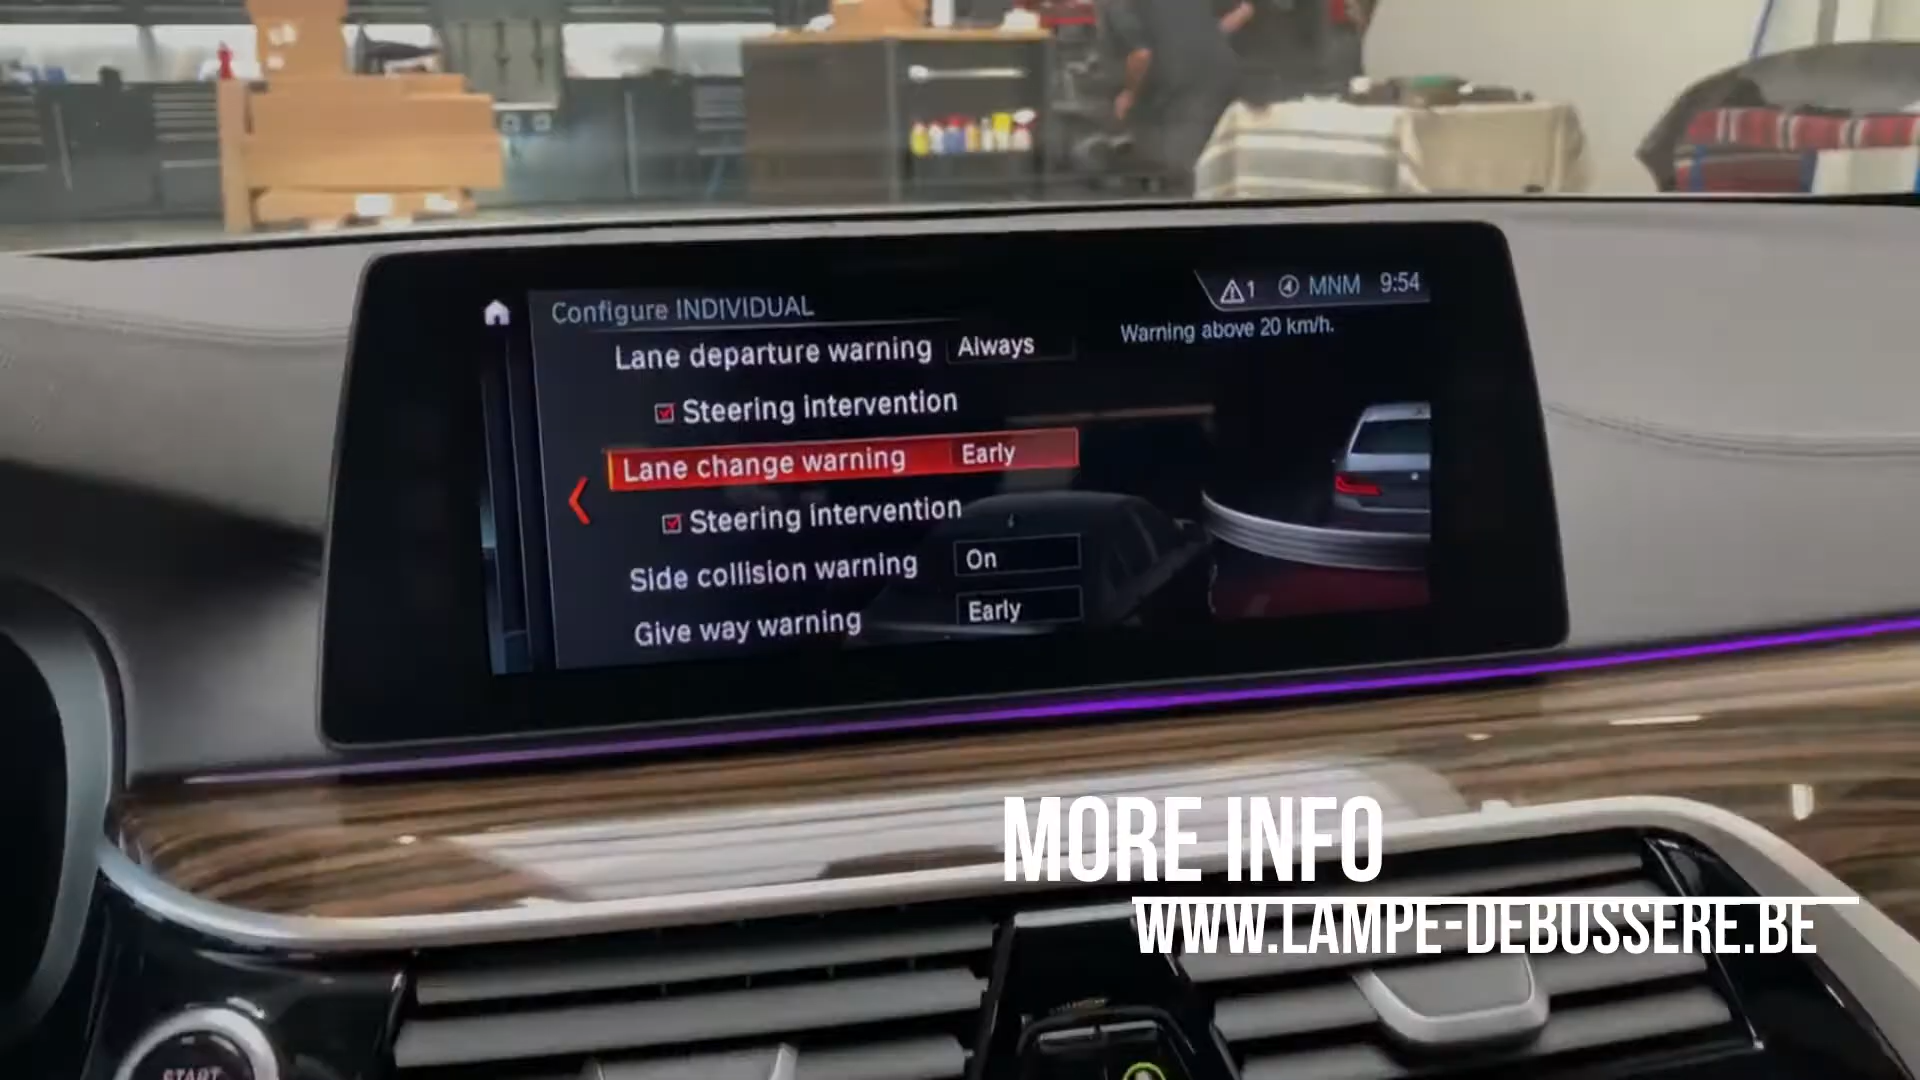 Configure INDIVIDUAL
1 MNM 9:54
Lane departure warning Always
Warning above 20 km/h.
Steering intervention
Lane change warning Early
Steering intervention
Side collision warning On
Give way warning Early
MORE INFO
WWW.LAMPE-DEBUSSERE.BE
START